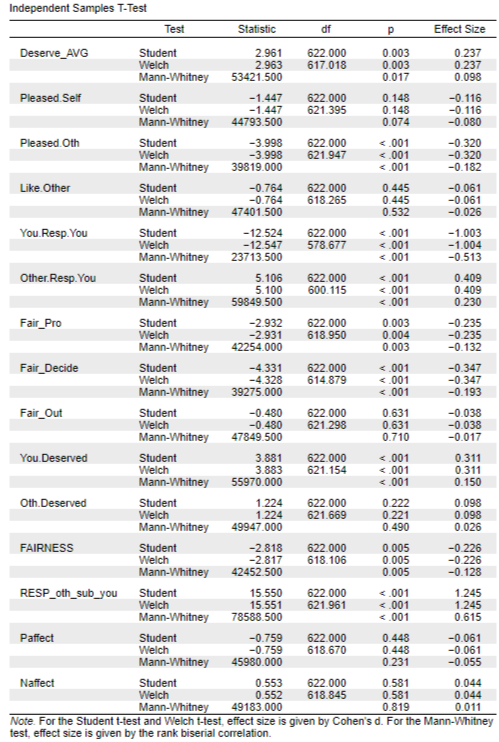 Independent Samples T-Test
Test Statistic df p Effect Size
Deserve_AVG Student 2.961 622.000 0.003 0.237
Welch 2.963 617.018 0.003 0.237
Mann-Whitney 53421.500 0.017 0.098
Pleased.Self Student −1.447 622.000 0.148 −0.116
Welch −1.447 621.395 0.148 −0.116
Mann-Whitney 44793.500 0.074 −0.080
Pleased.Oth Student −3.998 622.000 < .001 −0.320
Welch −3.998 621.947 < .001 −0.320
Mann-Whitney 39819.000 < .001 −0.182
Like.Other Student −0.764 622.000 0.445 −0.061
Welch −0.764 618.265 0.445 −0.061
Mann-Whitney 47401.500 0.532 −0.026
You.Resp.You Student −12.524 622.000 < .001 −1.003
Welch −12.547 578.677 < .001 −1.004
Mann-Whitney 23713.500 < .001 −0.513
Other.Resp.You Student 5.106 622.000 < .001 0.409
Welch 5.100 600.115 < .001 0.409
Mann-Whitney 59849.500 < .001 0.230
Fair_Pro Student −2.932 622.000 0.003 −0.235
Welch −2.931 618.950 0.004 −0.235
Mann-Whitney 42254.000 0.003 −0.132
Fair_Decide Student −4.331 622.000 < .001 −0.347
Welch −4.328 614.879 < .001 −0.347
Mann-Whitney 39275.000 < .001 −0.193
Fair_Out Student −0.480 622.000 0.631 −0.038
Welch −0.480 621.298 0.631 −0.038
Mann-Whitney 47849.500 0.710 −0.017
You.Deserved Student 3.881 622.000 < .001 0.311
Welch 3.883 621.154 < .001 0.311
Mann-Whitney 55970.000 < .001 0.150
Oth.Deserved Student 1.224 622.000 0.222 0.098
Welch 1.224 621.669 0.221 0.098
Mann-Whitney 49947.000 0.490 0.026
FAIRNESS Student −2.818 622.000 0.005 −0.226
Welch −2.817 618.106 0.005 −0.226
Mann-Whitney 42452.500 0.005 −0.128
RESP_oth_sub_you Student 15.550 622.000 < .001 1.245
Welch 15.551 621.961 < .001 1.245
Mann-Whitney 78588.500 < .001 0.615
Paffect Student −0.759 622.000 0.448 −0.061
Welch −0.759 618.670 0.448 −0.061
Mann-Whitney 45980.000 0.231 −0.055
Naffect Student 0.553 622.000 0.581 0.044
Welch 0.552 618.845 0.581 0.044
Mann-Whitney 49183.000 0.819 0.011
Note. For the Student t-test and Welch t-test, effect size is given by Cohen's d. For the Mann-Whitney
test, effect size is given by the rank biserial correlation.